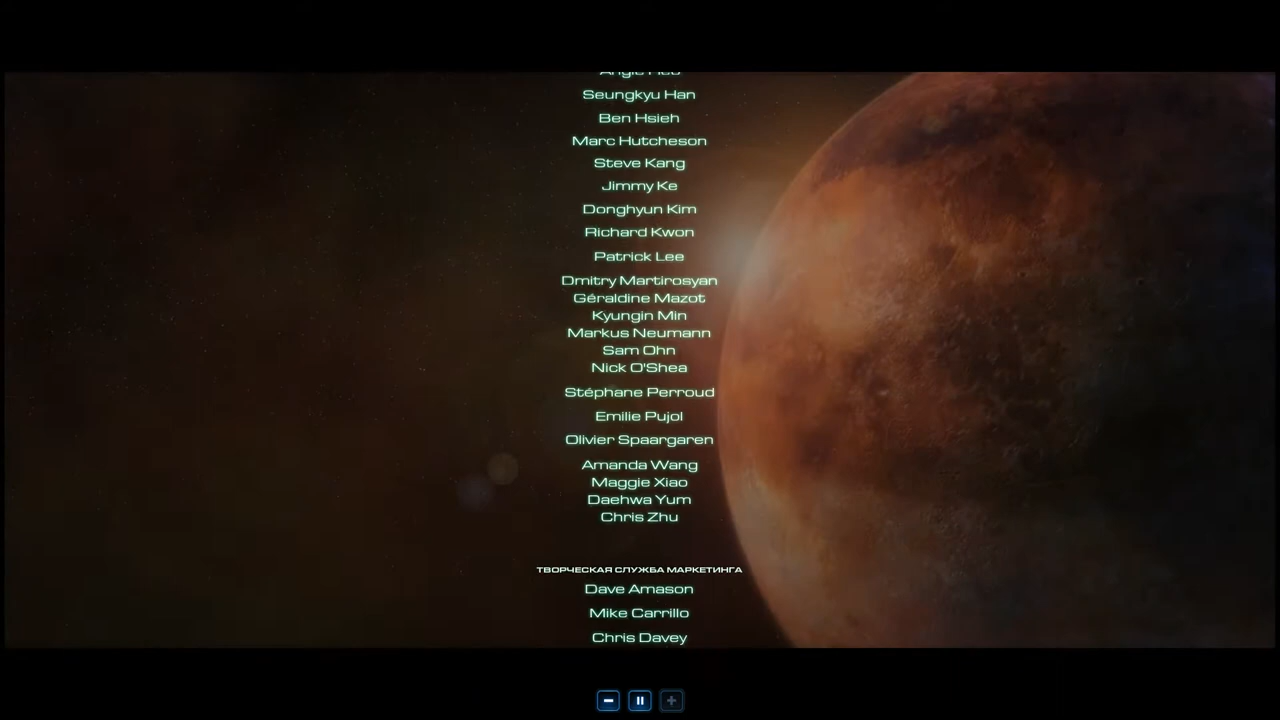 Seungkyu Han
Ben Hsieh
Marc Hutcheson
Steve Kang
Jimmy Ke
Donghyun Kim
Richard Kwon
Patrick Lee
Dmitry Martirosyan
Géraldine Mazot
Kyungin Min
Markus Neumann
Sam Ohn
Nick O'Shea
Stéphane Perroud
Emilie Pujol
Olivier Spaargaren
Amanda Wang
Maggie Xiao
Daehwa Yum
Chris Zhu
ТВОРЧЕСКАЯ СЛУЖБА МАРКЕТИНГА
Dave Amason
Mike Carrillo
Chris Davey